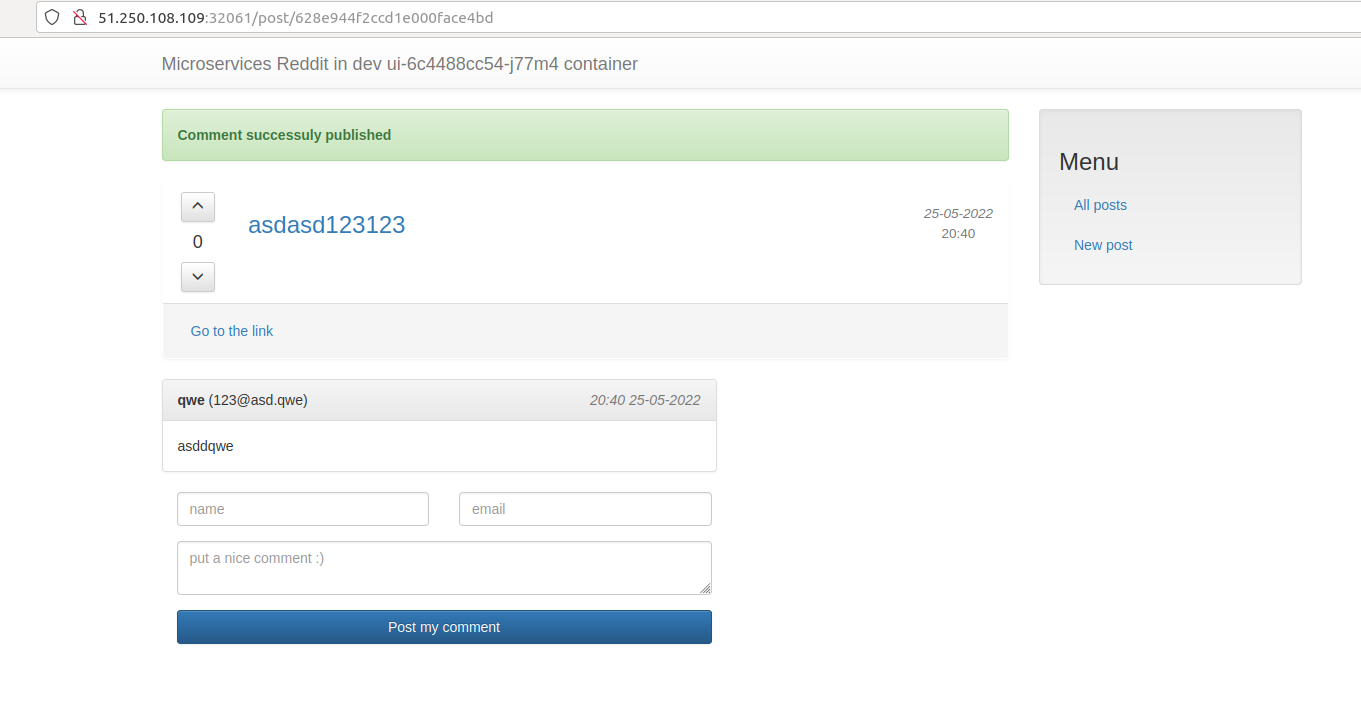 51.250.108.109:32061/post/628e944f2ccd1e000face4bd
Microservices Reddit in dev ui-6c4488cc54-j77m4 container
Comment successuly published
asdasd123123
25-05-2022
20:40
0
Go to the link
Menu
All posts
New post
qwe (123@asd.qwe) 20:40 25-05-2022
asddqwe
name email
put a nice comment :)
Post my comment